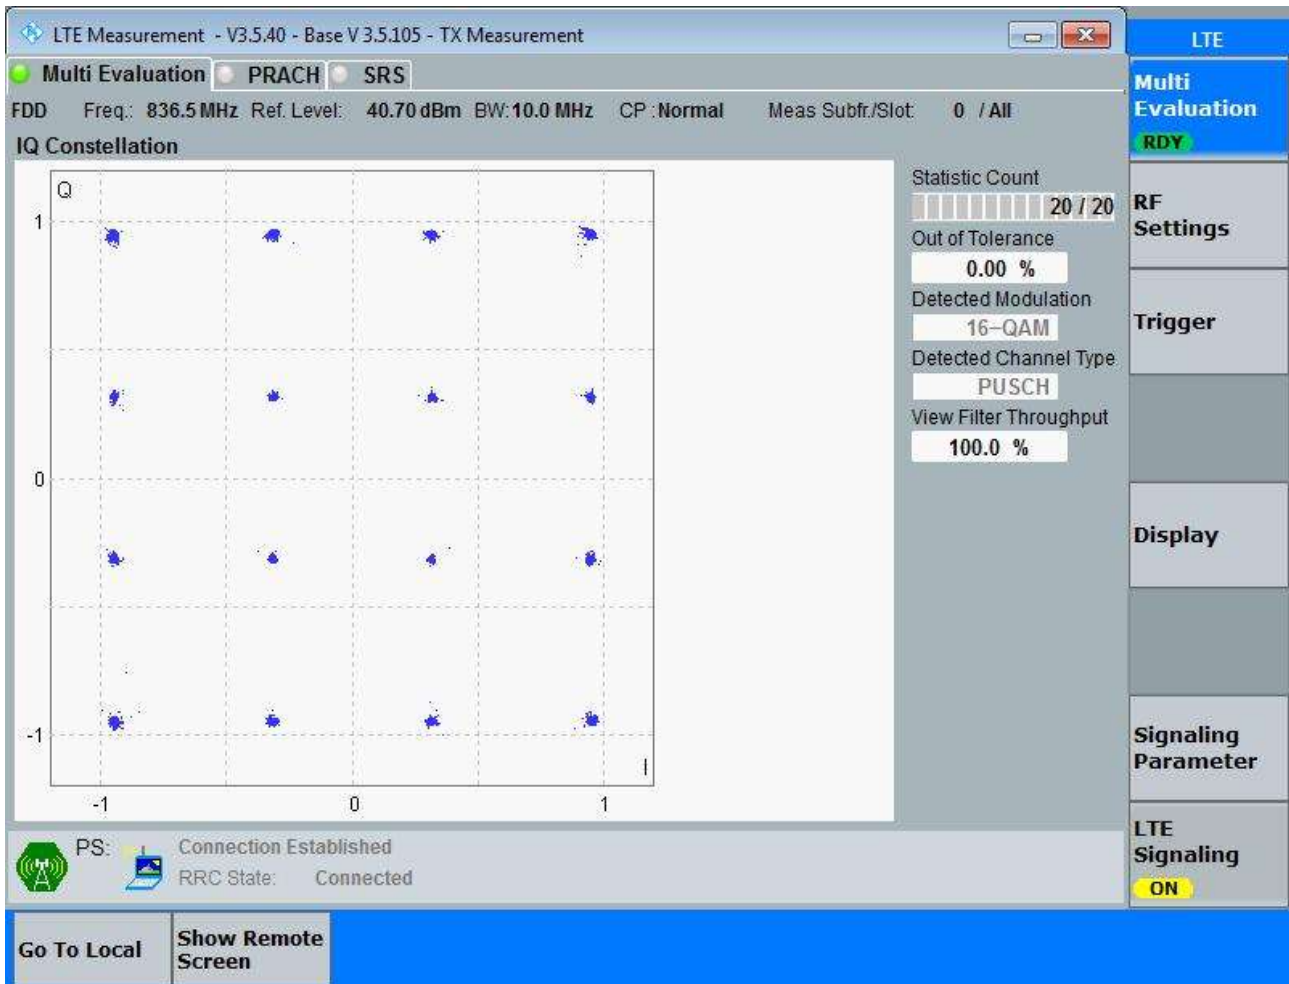 LTE Measurement - V3.5.40 - Base V 3.5.105 - TX Measurement
LTE
Multi Evaluation PRACH SRS
FDD Freq.: 836.5 MHz Ref. Level: 40.70 dBm BW: 10.0 MHz CP : Normal Meas Subfr./Slot: 0 / All
IQ Constellation
Q
1
0
-1
-1 0 1
I
Statistic Count
20 / 20
Out of Tolerance
0.00 %
Detected Modulation
16-QAM
Detected Channel Type
PUSCH
View Filter Throughput
100.0 %
Multi
Evaluation
RDY
RF
Settings
Trigger
Display
Signaling
Parameter
LTE
Signaling
ON
PS: Connection Established
RRC State: Connected
Go To Local
Show Remote
Screen